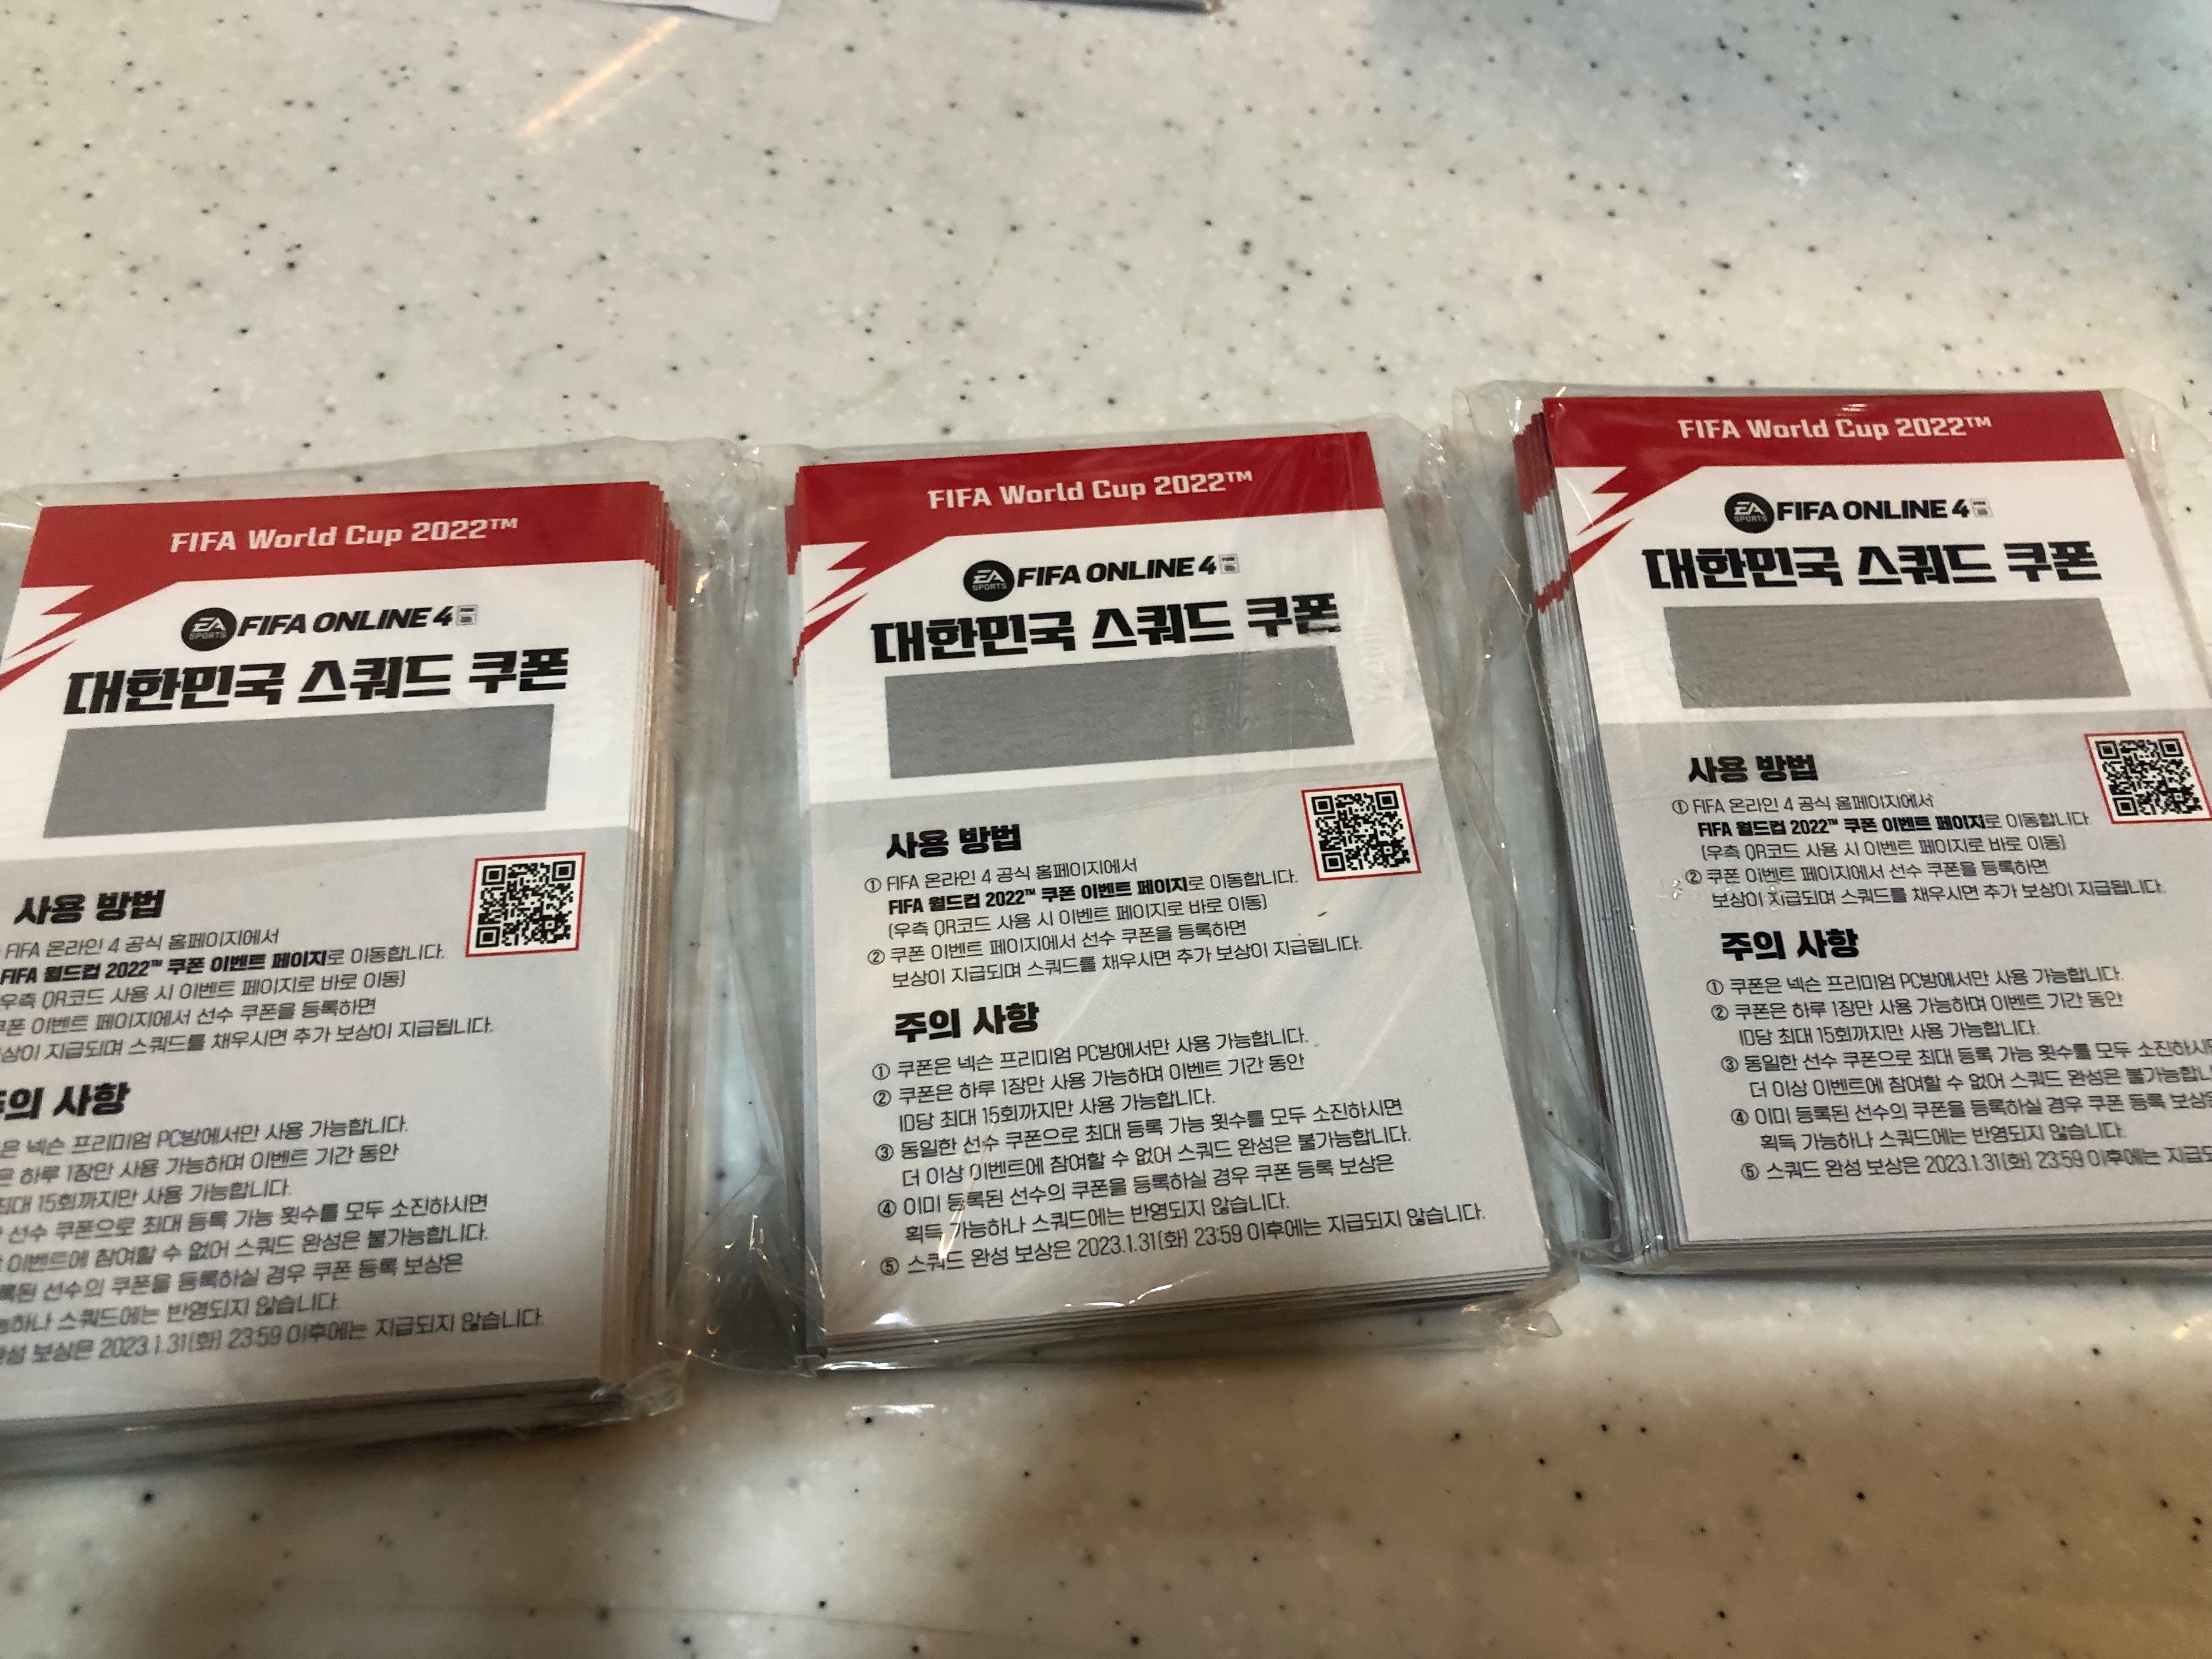 FIFA World Cup 2022™
EA SPORTS FIFA ONLINE 4
대한민국 스쿼드 쿠폰
사용 방법
FIFA 온라인 4 공식 홈페이지에서
FIFA 월드컵 2022™ 쿠폰 이벤트 페이지로 이동합니다.
우측 QR코드 사용 시 이벤트 페이지로 바로 이동)
쿠폰 이벤트 페이지에서 선수 쿠폰을 등록하면
보상이 지급되며 스쿼드를 채우시면 추가 보상이 지급됩니다.
주의 사항
은 넥슨 프리미엄 PC방에서만 사용 가능합니다.
은 하루 1장만 사용 가능하며 이벤트 기간 동안
최대 15회까지만 사용 가능합니다.
선수 쿠폰으로 최대 등록 가능 횟수를 모두 소진하시면
이벤트에 참여할 수 없어 스쿼드 완성은 불가능합니다.
록된 선수의 쿠폰을 등록하실 경우 쿠폰 등록 보상은
능하나 스쿼드에는 반영되지 않습니다.
완성 보상은 2023.1.31(화) 23:59 이후에는 지급되지 않습니다.
FIFA World Cup 2022™
EA SPORTS FIFA ONLINE 4
대한민국 스쿼드 쿠폰
사용 방법
① FIFA 온라인 4 공식 홈페이지에서
FIFA 월드컵 2022™ 쿠폰 이벤트 페이지로 이동합니다.
(우측 QR코드 사용 시 이벤트 페이지로 바로 이동)
② 쿠폰 이벤트 페이지에서 선수 쿠폰을 등록하면
보상이 지급되며 스쿼드를 채우시면 추가 보상이 지급됩니다.
주의 사항
① 쿠폰은 넥슨 프리미엄 PC방에서만 사용 가능합니다.
② 쿠폰은 하루 1장만 사용 가능하며 이벤트 기간 동안
ID당 최대 15회까지만 사용 가능합니다.
③ 동일한 선수 쿠폰으로 최대 등록 가능 횟수를 모두 소진하시면
더 이상 이벤트에 참여할 수 없어 스쿼드 완성은 불가능합니다.
④ 이미 등록된 선수의 쿠폰을 등록하실 경우 쿠폰 등록 보상은
획득 가능하나 스쿼드에는 반영되지 않습니다.
⑤ 스쿼드 완성 보상은 2023.1.31(화) 23:59 이후에는 지급되지 않습니다.
FIFA World Cup 2022™
EA SPORTS FIFA ONLINE 4
대한민국 스쿼드 쿠폰
사용 방법
① FIFA 온라인 4 공식 홈페이지에서
FIFA 월드컵 2022™ 쿠폰 이벤트 페이지로 이동합니다.
(우측 QR코드 사용 시 이벤트 페이지로 바로 이동)
② 쿠폰 이벤트 페이지에서 선수 쿠폰을 등록하면
보상이 지급되며 스쿼드를 채우시면 추가 보상이 지급됩니다.
주의 사항
① 쿠폰은 넥슨 프리미엄 PC방에서만 사용 가능합니다.
② 쿠폰은 하루 1장만 사용 가능하며 이벤트 기간 동안
ID당 최대 15회까지만 사용 가능합니다.
③ 동일한 선수 쿠폰으로 최대 등록 가능 횟수를 모두 소진하시
더 이상 이벤트에 참여할 수 없어 스쿼드 완성은 불가능합니
④ 이미 등록된 선수의 쿠폰을 등록하실 경우 쿠폰 등록 보상
획득 가능하나 스쿼드에는 반영되지 않습니다.
⑤ 스쿼드 완성 보상은 2023.1.31(화) 23:59 이후에는 지급